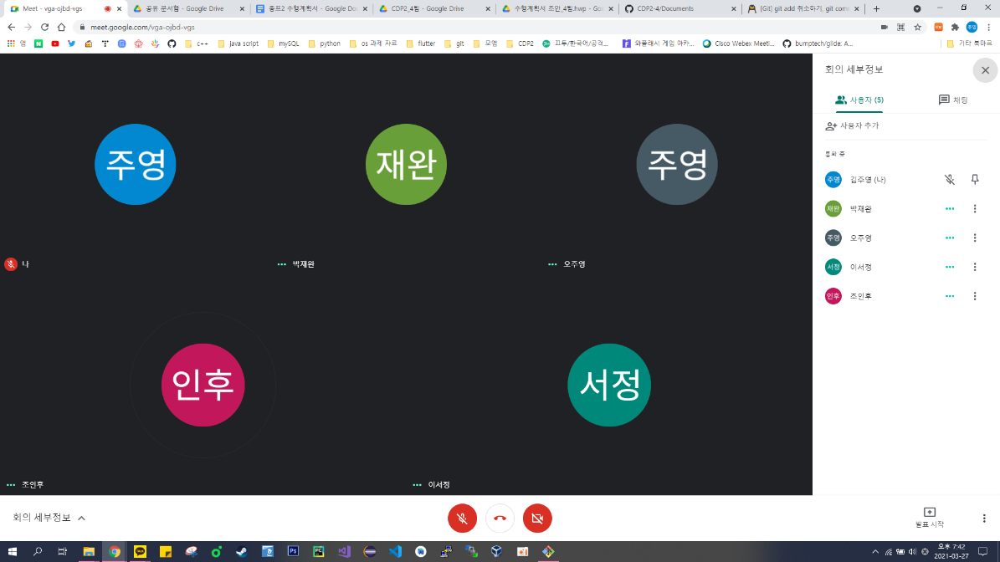 Meet - vga-ojbd-vgs
공유 문서함 - Google Drive
종프2 수행계획서 - Google Doc
CDP2_4팀 - Google Drive
수행계획서 초안_4팀.hwp - Goo
CDP2-4/Documents
[Git] git add 취소하기, git com
meet.google.com/vga-ojbd-vgs
주영
앱
c++
java script
mySQL
python
os 과제 자료
flutter
git
모앱
CDP2
끄투/한국어/공격...
와플래시 게임 아카...
Cisco Webex Meeti...
bumptech/glide: A...
기타 북마크
주영
재완
주영
나
박재완
오주영
인후
서정
조인후
이서정
회의 세부정보
사용자 (5)
채팅
사용자 추가
통화 중
주영
김주영 (나)
재완
박재완
주영
오주영
서정
이서정
인후
조인후
회의 세부정보
발표 시작
오후 7:42
2021-03-27